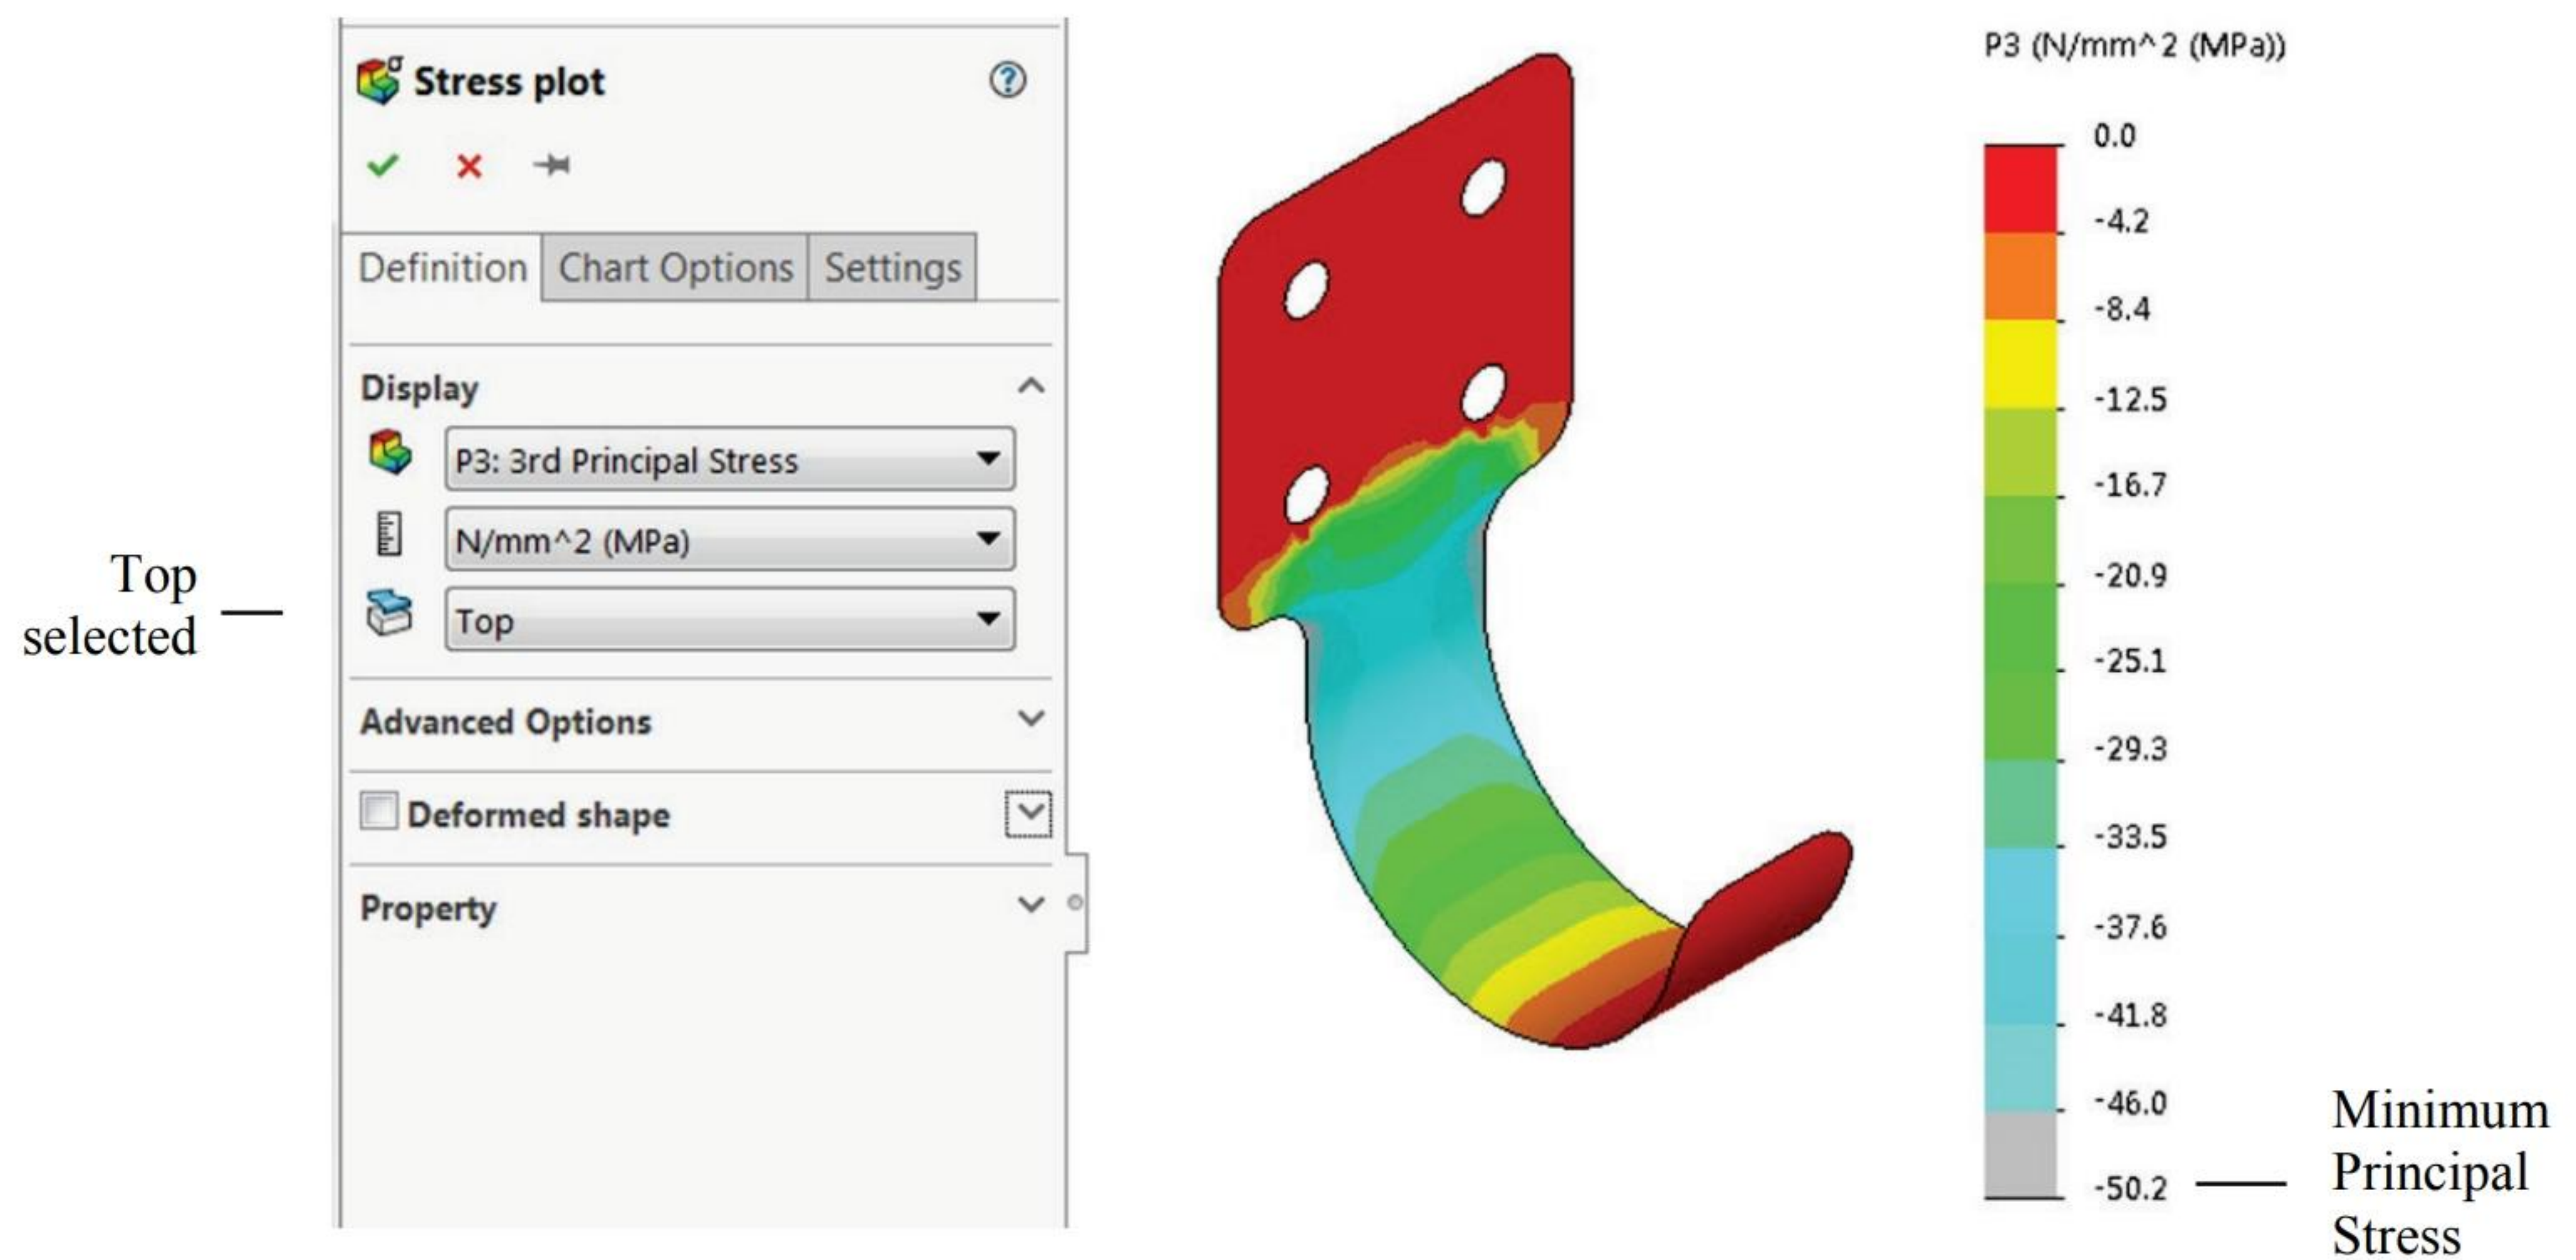 Top
selected
Stress plot
Definition
Chart Options
Settings
Display
P3: 3rd Principal Stress
N/mm^2 (MPa)
Top
Advanced Options
Deformed shape
Property
P3 (N/mm^2 (MPa))
0.0
-4.2
-8.4
-12.5
-16.7
-20.9
-25.1
-29.3
-33.5
-37.6
-41.8
-46.0
-50.2
Minimum
Principal
Stress